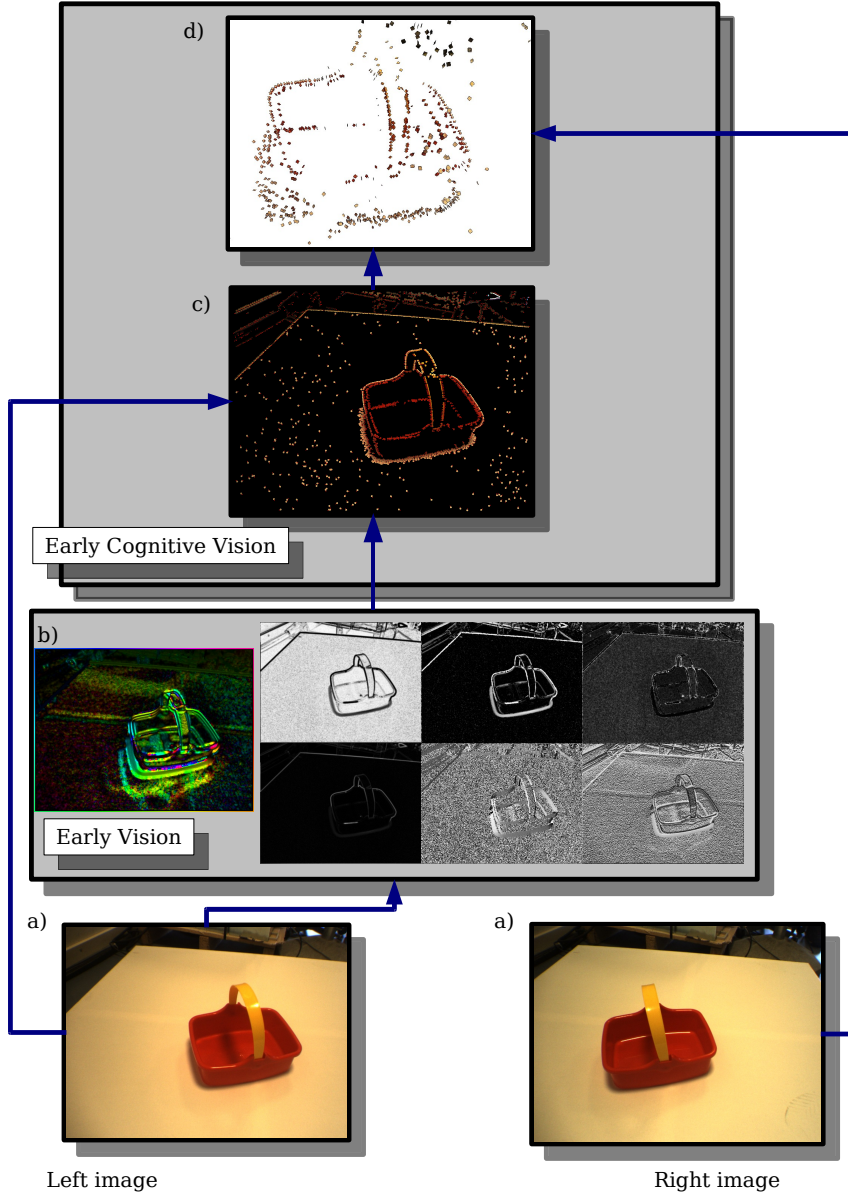 d)
c)
Early Cognitive Vision
b)
Early Vision
a)
a)
Left image
Right image